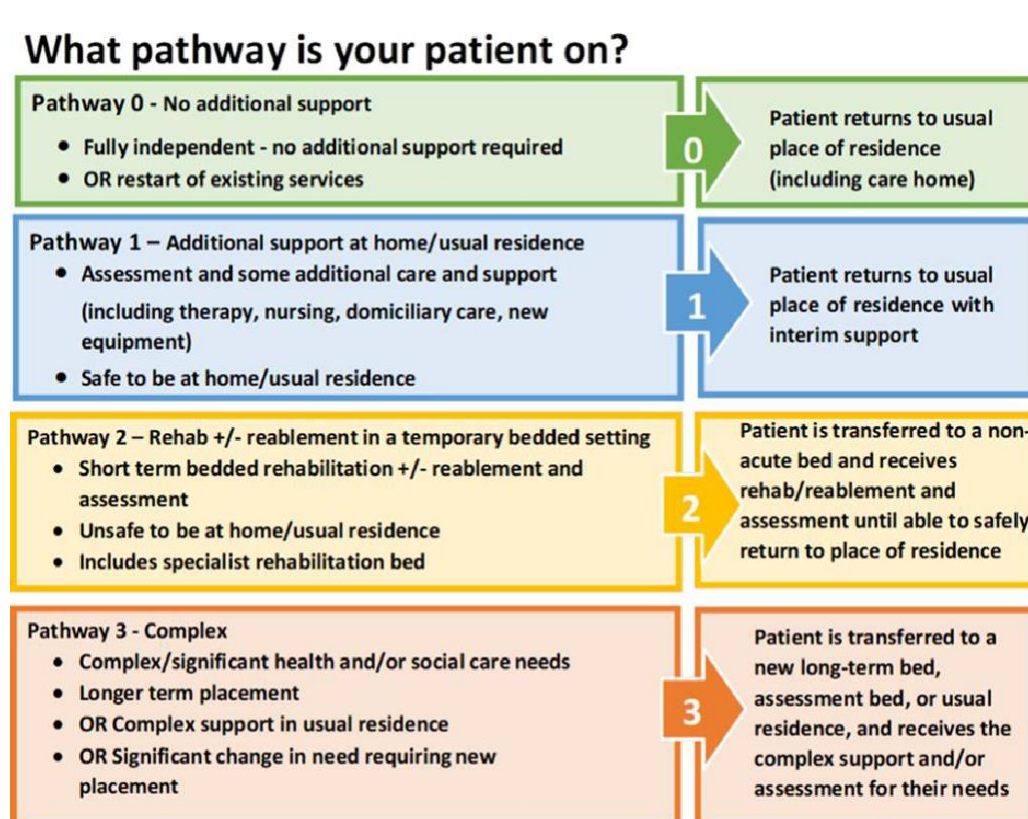 What pathway is your patient on?
Pathway 0 - No additional support
• Fully independent - no additional support required
• OR restart of existing services
0
Patient returns to usual
place of residence
(including care home)
Pathway 1 – Additional support at home/usual residence
• Assessment and some additional care and support
(including therapy, nursing, domiciliary care, new
equipment)
• Safe to be at home/usual residence
1
Patient returns to usual
place of residence with
interim support
Pathway 2 – Rehab +/- reablement in a temporary bedded setting
• Short term bedded rehabilitation +/- reablement and
assessment
• Unsafe to be at home/usual residence
• Includes specialist rehabilitation bed
2
Patient is transferred to a non-
acute bed and receives
rehab/reablement and
assessment until able to safely
return to place of residence
Pathway 3 - Complex
• Complex/significant health and/or social care needs
• Longer term placement
• OR Complex support in usual residence
• OR Significant change in need requiring new
placement
3
Patient is transferred to a
new long-term bed,
assessment bed, or usual
residence, and receives the
complex support and/or
assessment for their needs